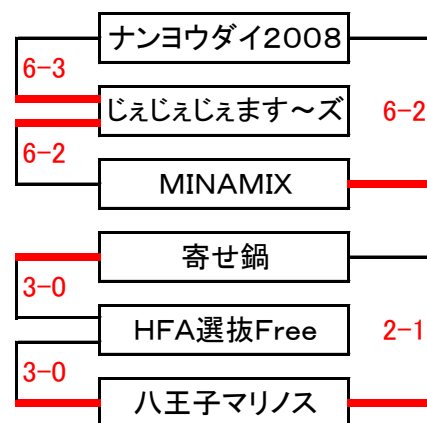 ナンヨウダイ2008
6-3
じぇじぇじぇます～ズ
6-2
6-2
MINAMIX
寄せ鍋
3-0
HFA選抜Free
2-1
3-0
八王子マリノス